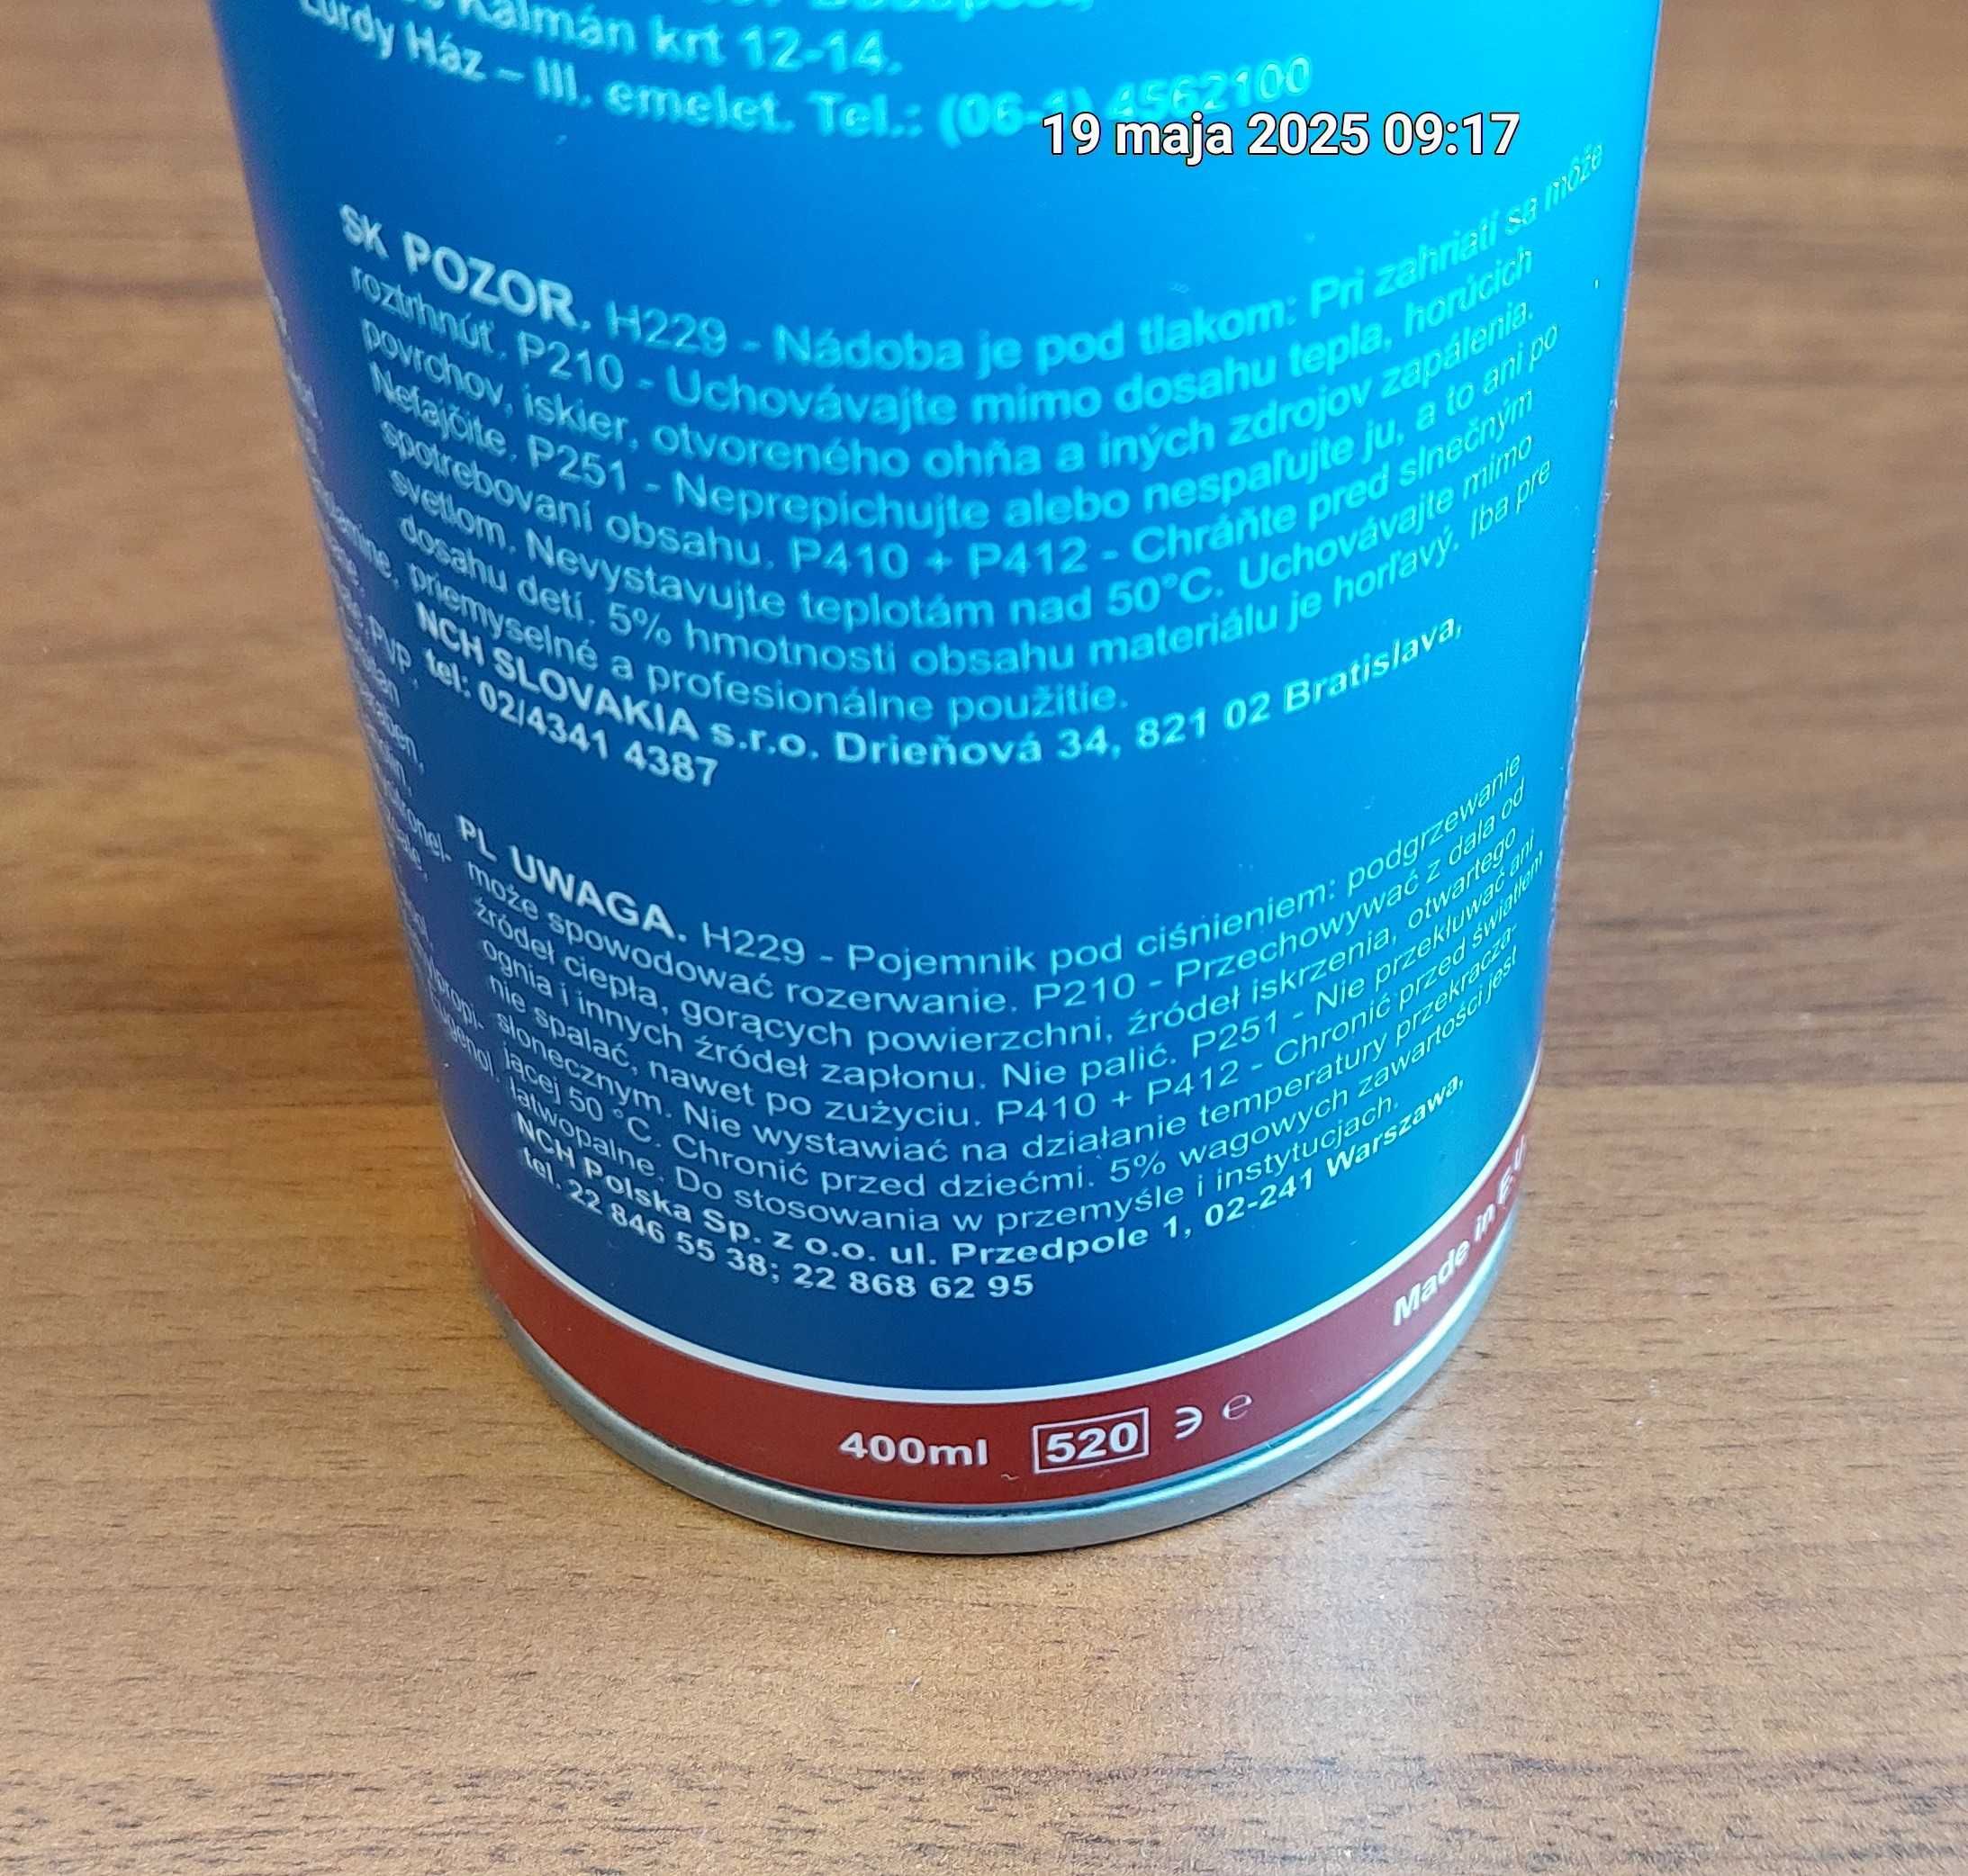 Kalmán krt 12-14.
Lurdy Ház – III. emelet. Tel.: (06-1) 4562100
19 maja 2025 09:17
SK POZOR. H229 - Nádoba je pod tlakom: Pri zahriatí sa môže
roztrhnúť. P210 - Uchovávajte mimo dosahu tepla, horúcich
povrchov, iskier, otvoreného ohňa a iných zdrojov zapálenia.
Nefajčite. P251 - Neprepichujte alebo nespaľujte ju, a to ani po
spotrebovaní obsahu. P410 + P412 - Chráňte pred slnečným
svetlom. Nevystavujte teplotám nad 50°C. Uchovávajte mimo
dosahu detí. 5% hmotnosti obsahu materiálu je horľavý. Iba pre
priemyselné a profesionálne použitie.
NCH SLOVAKIA s.r.o. Drieňová 34, 821 02 Bratislava,
tel: 02/4341 4387
PL UWAGA. H229 - Pojemnik pod ciśnieniem: podgrzewanie
może spowodować rozerwanie. P210 - Przechowywać z dala od
źródeł ciepła, gorących powierzchni, źródeł iskrzenia, otwartego
ognia i innych źródeł zapłonu. Nie palić. P251 - Nie przekłuwać ani
nie spalać, nawet po zużyciu. P410 + P412 - Chronić przed światłem
słonecznym. Nie wystawiać na działanie temperatury przekracza-
jącej 50 °C. Chronić przed dziećmi. 5% wagowych zawartości jest
łatwopalne. Do stosowania w przemyśle i instytucjach.
NCH Polska Sp. z o.o. ul. Przedpole 1, 02-241 Warszawa,
tel. 22 846 55 38; 22 868 62 95
400ml 520 3 e
Made in E.U.